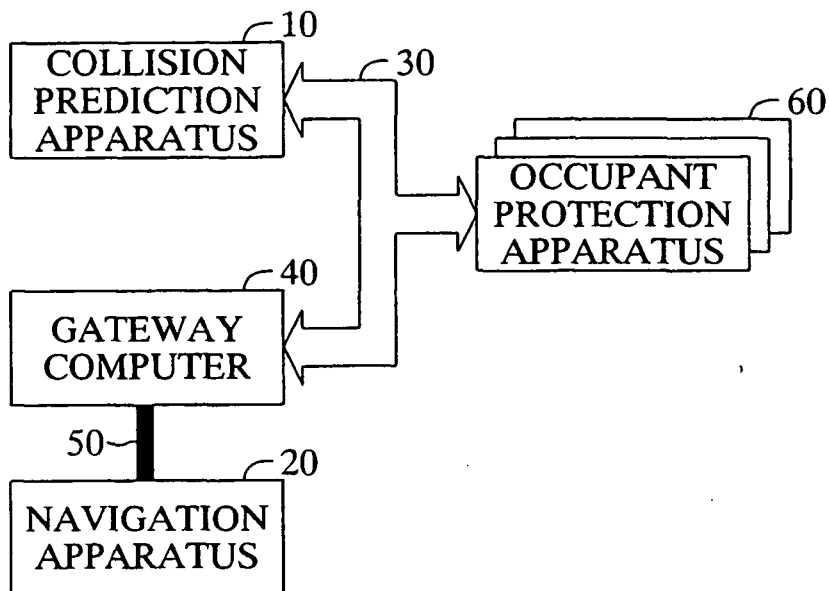 10
COLLISION
PREDICTION
APPARATUS
30
60
OCCUPANT
PROTECTION
APPARATUS
40
GATEWAY
COMPUTER
50
20
NAVIGATION
APPARATUS